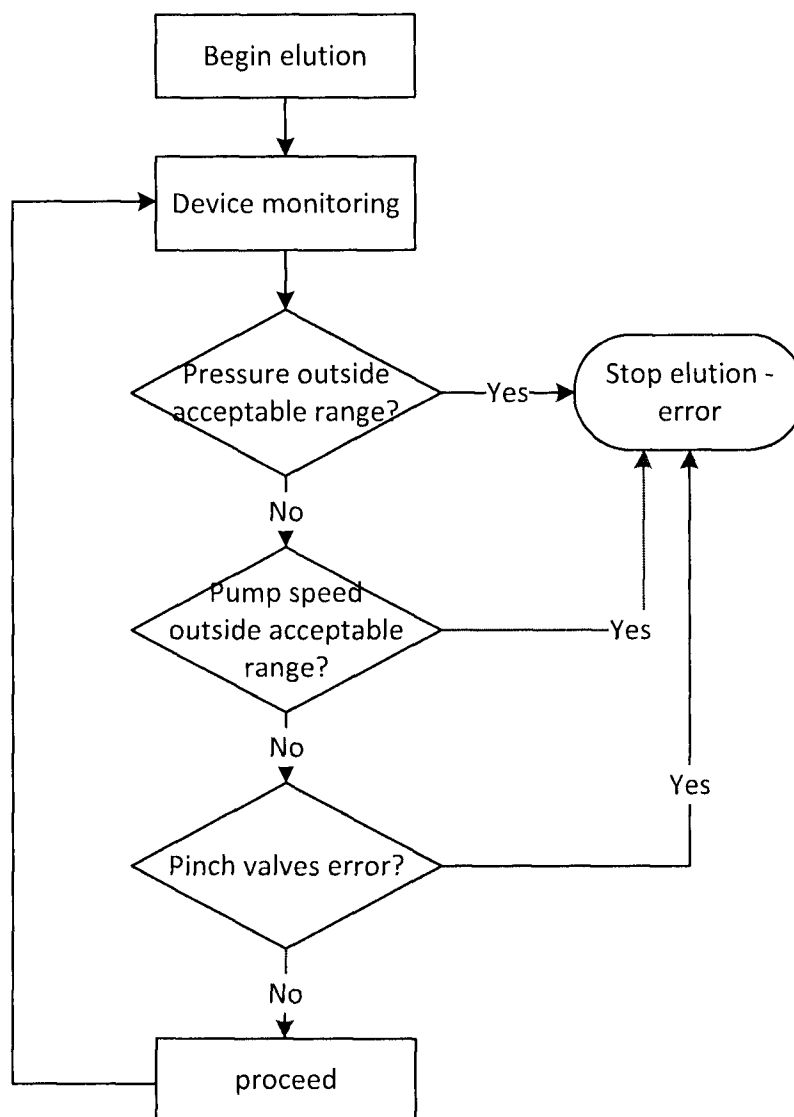 Begin elution
Device monitoring
Pressure outside
acceptable range?
Yes
Stop elution -
error
No
Pump speed
outside acceptable
range?
Yes
No
Yes
Pinch valves error?
No
proceed